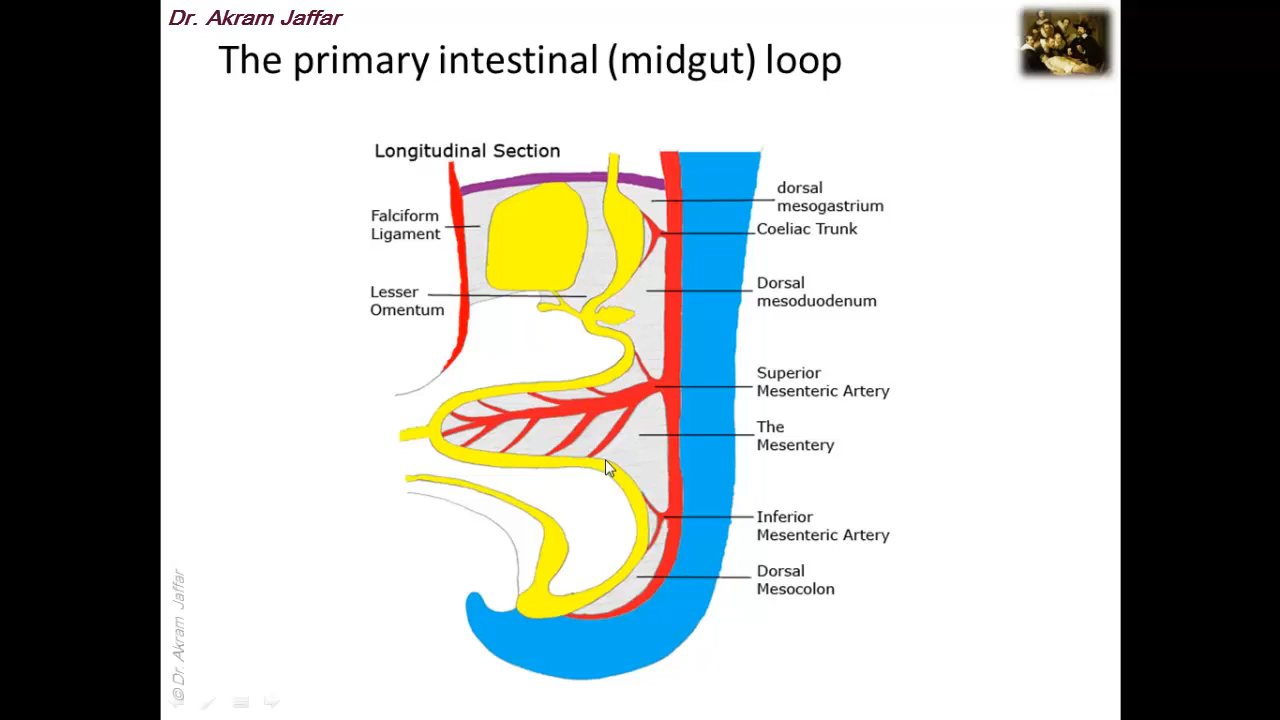 Dr. Akram Jaffar
The primary intestinal (midgut) loop
Longitudinal Section
Falciform
Ligament
Lesser
Omentum
dorsal
mesogastrium
Coeliac Trunk
Dorsal
mesoduodenum
Superior
Mesenteric Artery
The
Mesentery
Inferior
Mesenteric Artery
Dorsal
Mesocolon
© Dr. Akram Jaffar